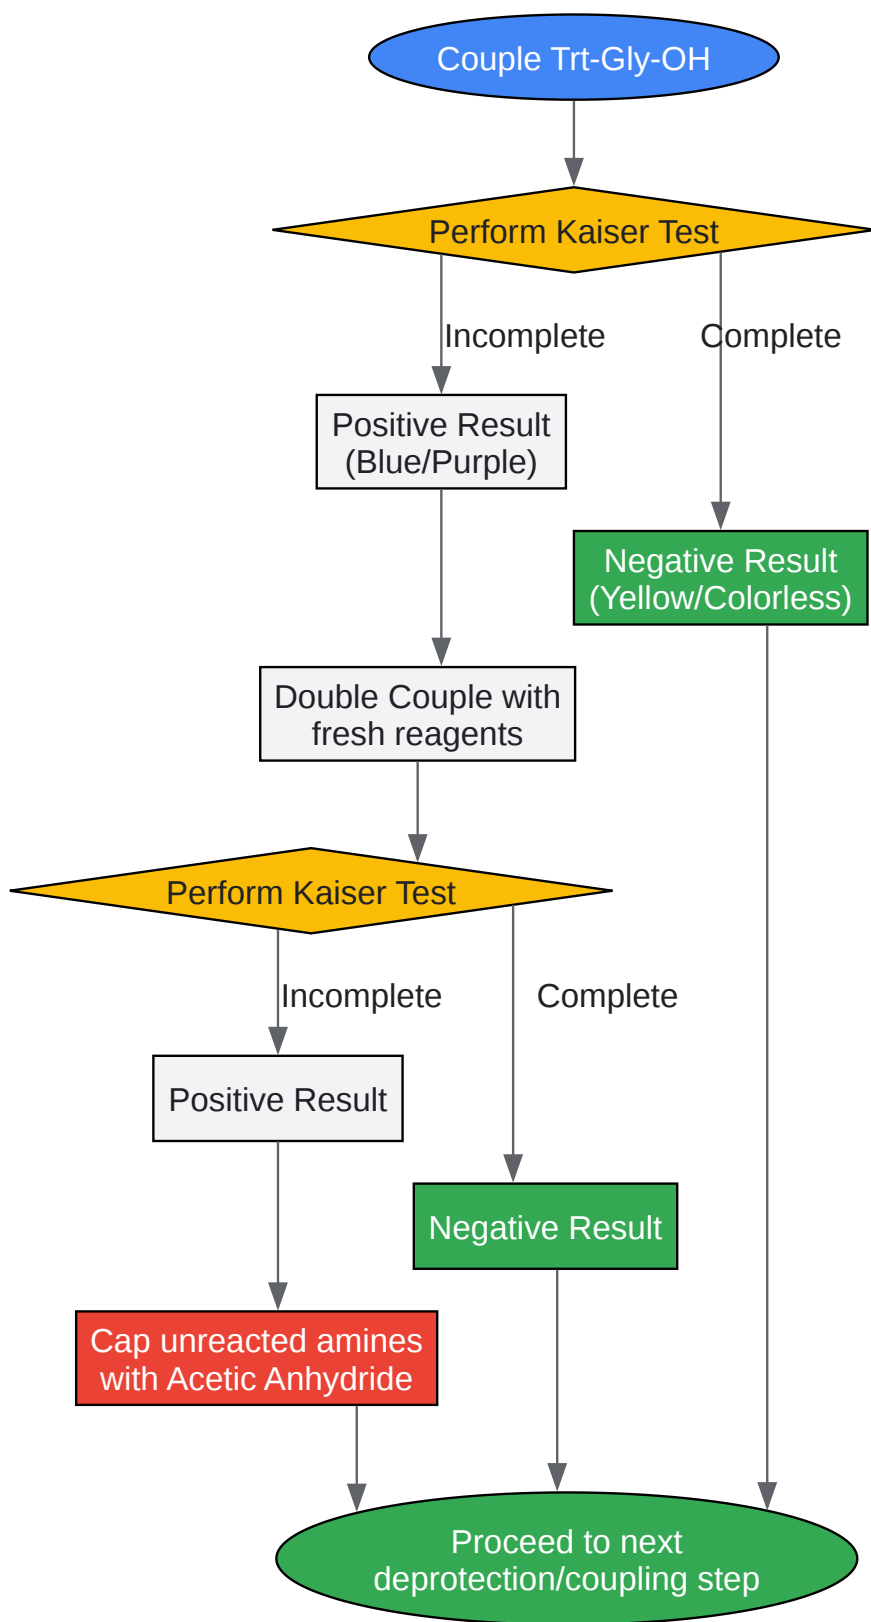 Couple Trt-Gly-OH
Perform Kaiser Test
Incomplete
Complete
Positive Result
(Blue/Purple)
Negative Result
(Yellow/Colorless)
Double Couple with
fresh reagents
Perform Kaiser Test
Incomplete
Complete
Positive Result
Negative Result
Cap unreacted amines
with Acetic Anhydride
Proceed to next
deprotection/coupling step